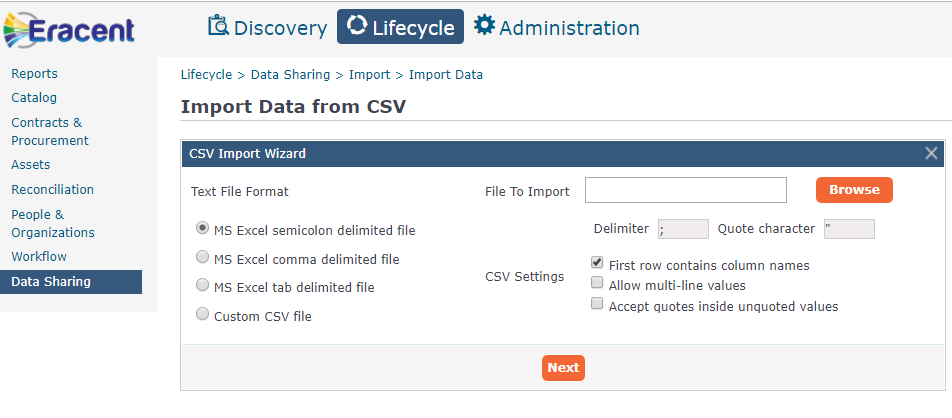 Eracent
Discovery Lifecycle Administration
Reports
Catalog
Contracts &
Procurement
Assets
Reconciliation
People &
Organizations
Workflow
Data Sharing
Lifecycle > Data Sharing > Import > Import Data
Import Data from CSV
CSV Import Wizard
Text File Format
MS Excel semicolon delimited file
MS Excel comma delimited file
MS Excel tab delimited file
Custom CSV file
File To Import Browse
Delimiter ; Quote character "
CSV Settings
First row contains column names
Allow multi-line values
Accept quotes inside unquoted values
Next